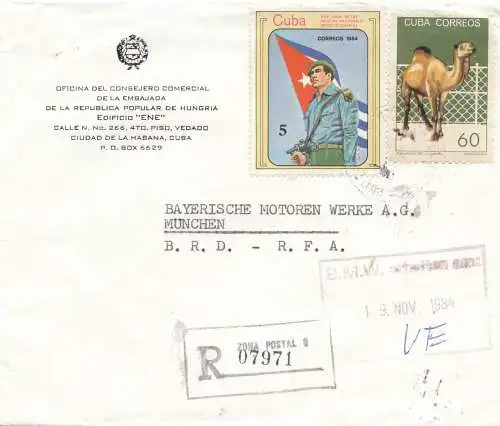 OFICINA DEL CONSEJERO COMERCIAL
DE LA EMBAJADA
DE LA REPUBLICA POPULAR DE HUNGRIA
EDIFICIO "ENE"
CALLE N. No. 266, 4TO. PISO, VEDADO
CIUDAD DE LA HABANA, CUBA
P. O. BOX 6629
Cuba
CORREOS 1984
5
CUBA CORREOS
60
BAYERISCHE MOTOREN WERKE A.G.
MÜNCHEN
B. R. D. - R. F. A.
B.M.W. erhalten am:
19. NOV. 1984
VE
R
ZONA POSTAL 8
07971